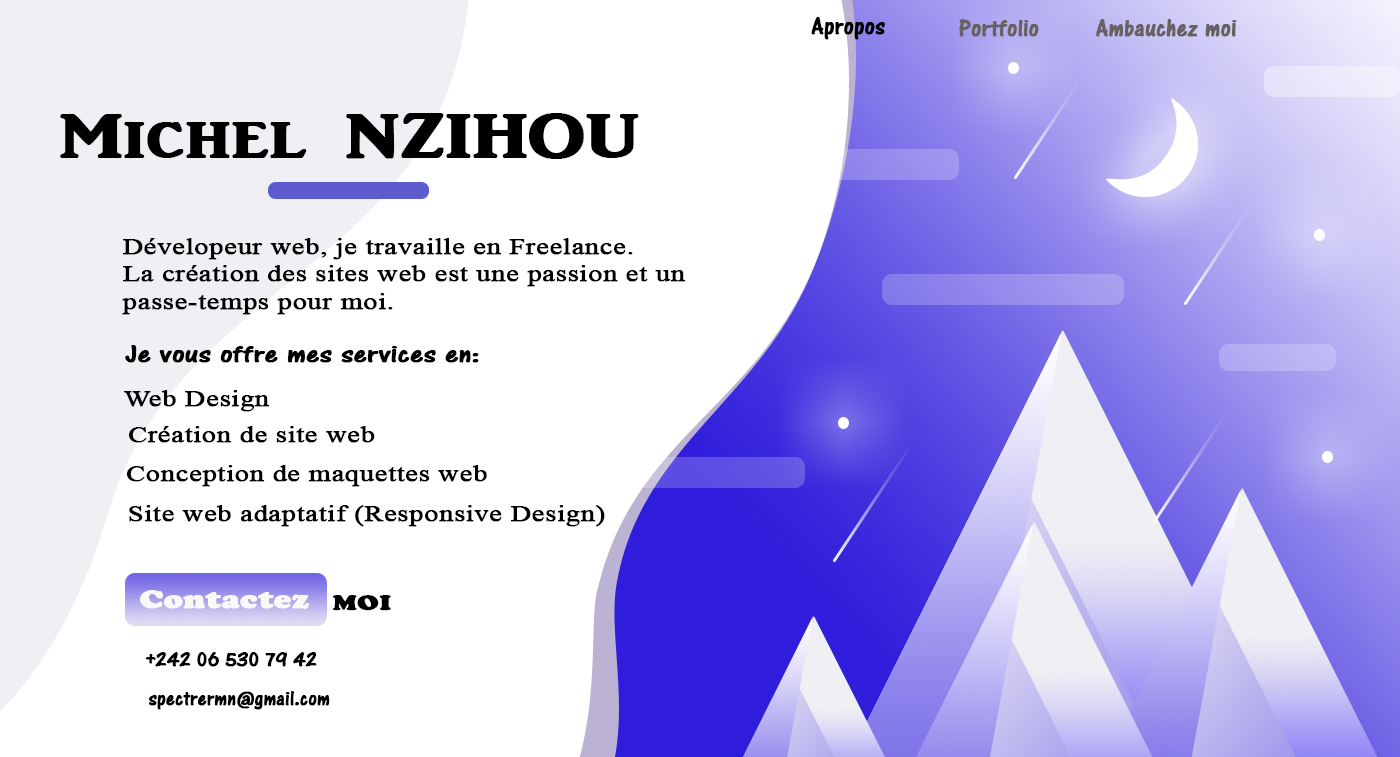 Apropos Portfolio Ambauchez moi
Michel NZIHOU
Dévelopeur web, je travaille en Freelance.
La création des sites web est une passion et un
passe-temps pour moi.
Je vous offre mes services en:
Web Design
Création de site web
Conception de maquettes web
Site web adaptatif (Responsive Design)
Contactez MOI
+242 06 530 79 42
spectrermn@gmail.com